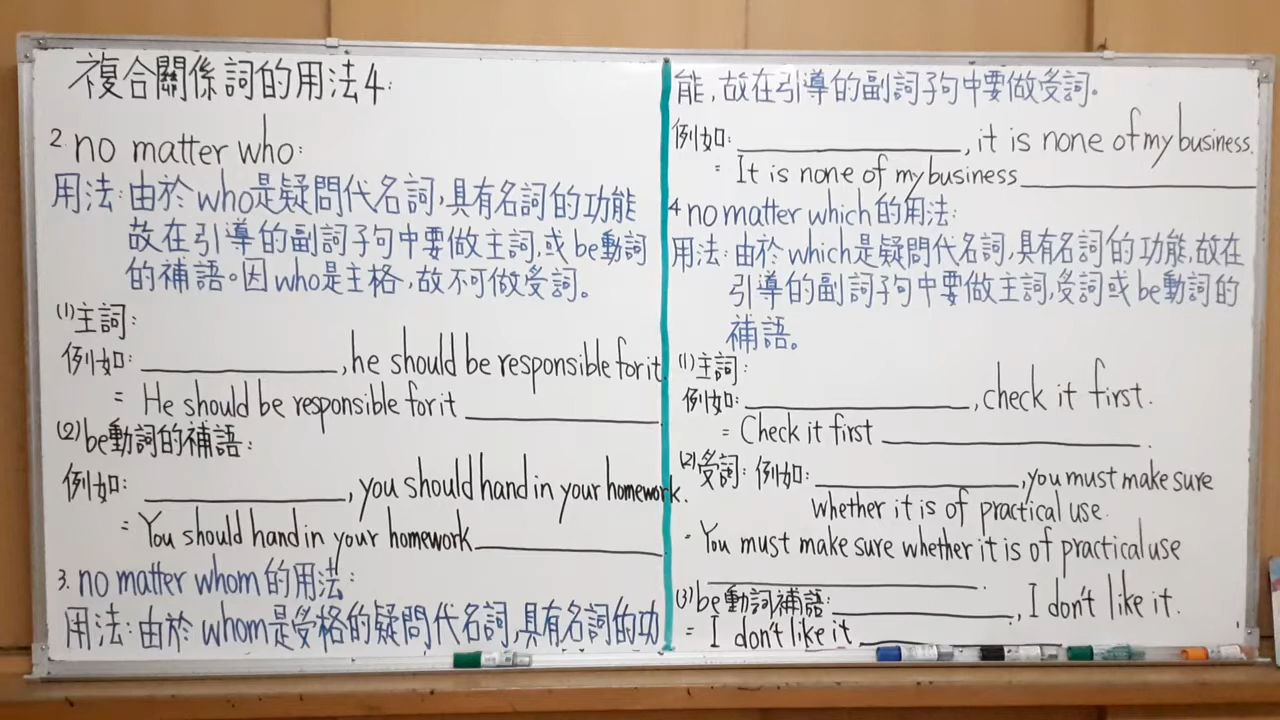 複合關係詞的用法4:
2. no matter who:
用法:由於who是疑問代名詞,具有名詞的功能
故在引導的副詞子句中要做主詞,或be動詞
的補語。因who是主格,故不可做受詞。
(1)主詞:
例如: ____________, he should be responsible for it.
= He should be responsible for it ____________
(2)be動詞的補語:
例如: ____________, you should hand in your homework.
= You should hand in your homework____________
3. no matter whom的用法:
用法:由於whom是受格的疑問代名詞,具有名詞的功
能,故在引導的副詞子句中要做受詞。
例如: ____________, it is none of my business.
= It is none of my business____________
4 no matter which的用法:
用法:由於which是疑問代名詞,具有名詞的功能,故在
引導的副詞子句中要做主詞,受詞或be動詞的
補語。
(1)主詞:
例如: ____________, check it first.
= Check it first ____________.
(2)受詞: 例如: ____________, you must make sure
whether it is of practical use.
= You must make sure whether it is of practical use
____________.
(3)be動詞補語: ____________, I don't like it.
= I don't like it ____________